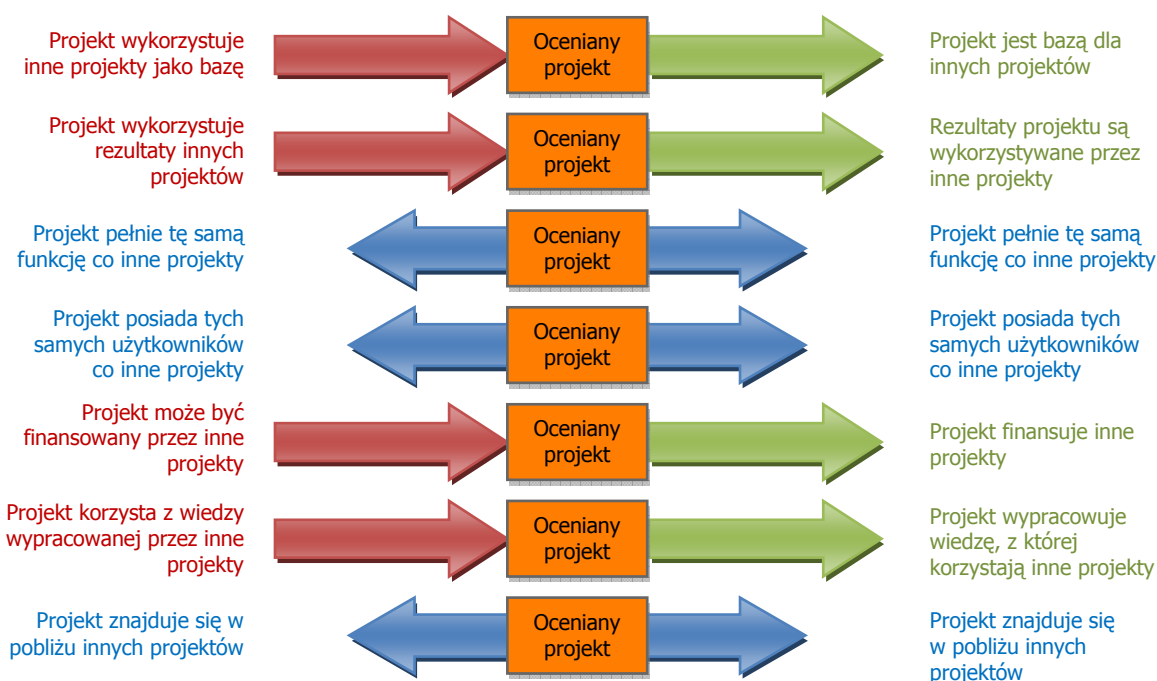 Projekt wykorzystuje
inne projekty jako bazę
Oceniany
projekt
Projekt jest bazą dla
innych projektów
Projekt wykorzystuje
rezultaty innych
projektów
Oceniany
projekt
Rezultaty projektu są
wykorzystywane przez
inne projekty
Projekt pełnie tę samą
funkcję co inne projekty
Oceniany
projekt
Projekt pełnie tę samą
funkcję co inne projekty
Projekt posiada tych
samych użytkowników
co inne projekty
Oceniany
projekt
Projekt posiada tych
samych użytkowników
co inne projekty
Projekt może być
finansowany przez inne
projekty
Oceniany
projekt
Projekt finansuje inne
projekty
Projekt korzysta z wiedzy
wypracowanej przez inne
projekty
Oceniany
projekt
Projekt wypracowuje
wiedzę, z której
korzystają inne projekty
Projekt znajduje się w
pobliżu innych projektów
Oceniany
projekt
Projekt znajduje się
w pobliżu innych
projektów